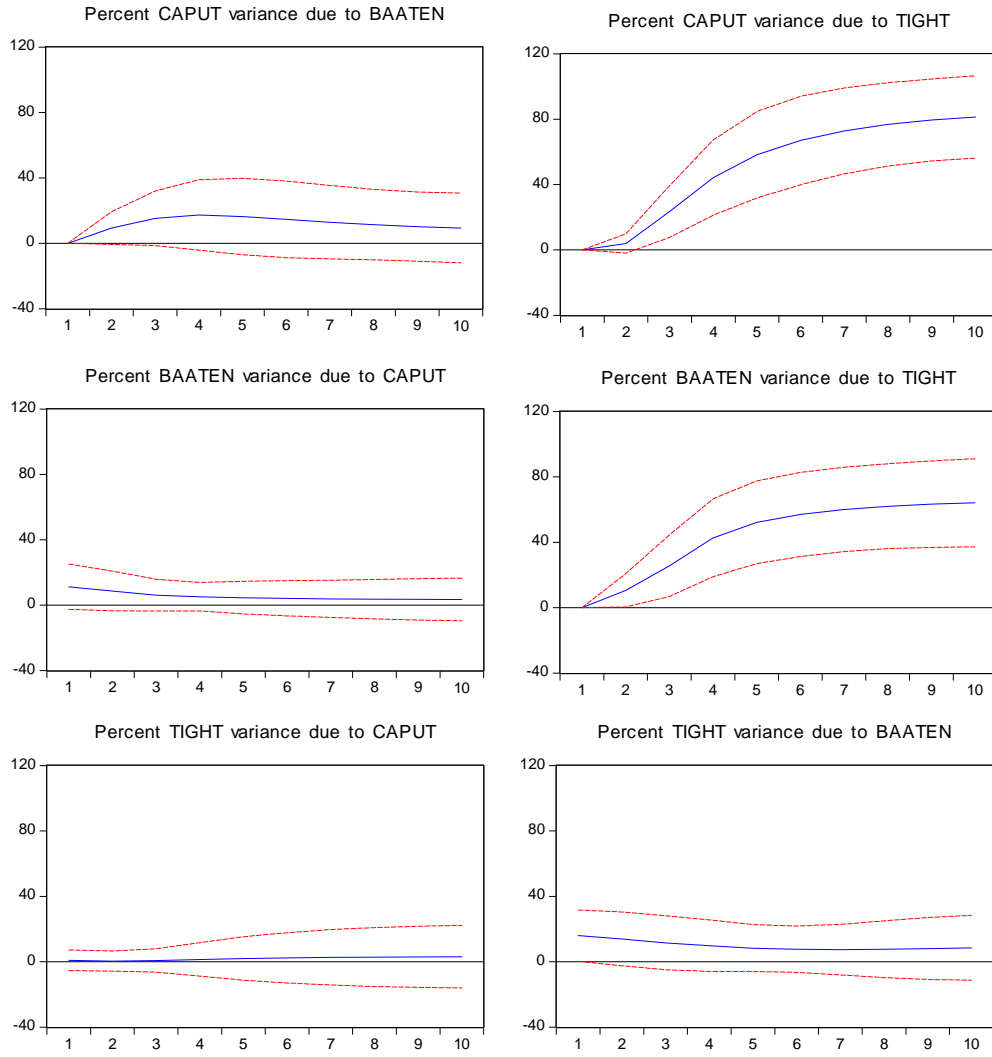 Percent CAPUT variance due to BAATEN
120
80
40
0
-40
1 2 3 4 5 6 7 8 9 10
Percent CAPUT variance due to TIGHT
120
80
40
0
-40
1 2 3 4 5 6 7 8 9 10
Percent BAATEN variance due to CAPUT
120
80
40
0
-40
1 2 3 4 5 6 7 8 9 10
Percent BAATEN variance due to TIGHT
120
80
40
0
-40
1 2 3 4 5 6 7 8 9 10
Percent TIGHT variance due to CAPUT
120
80
40
0
-40
1 2 3 4 5 6 7 8 9 10
Percent TIGHT variance due to BAATEN
120
80
40
0
-40
1 2 3 4 5 6 7 8 9 10